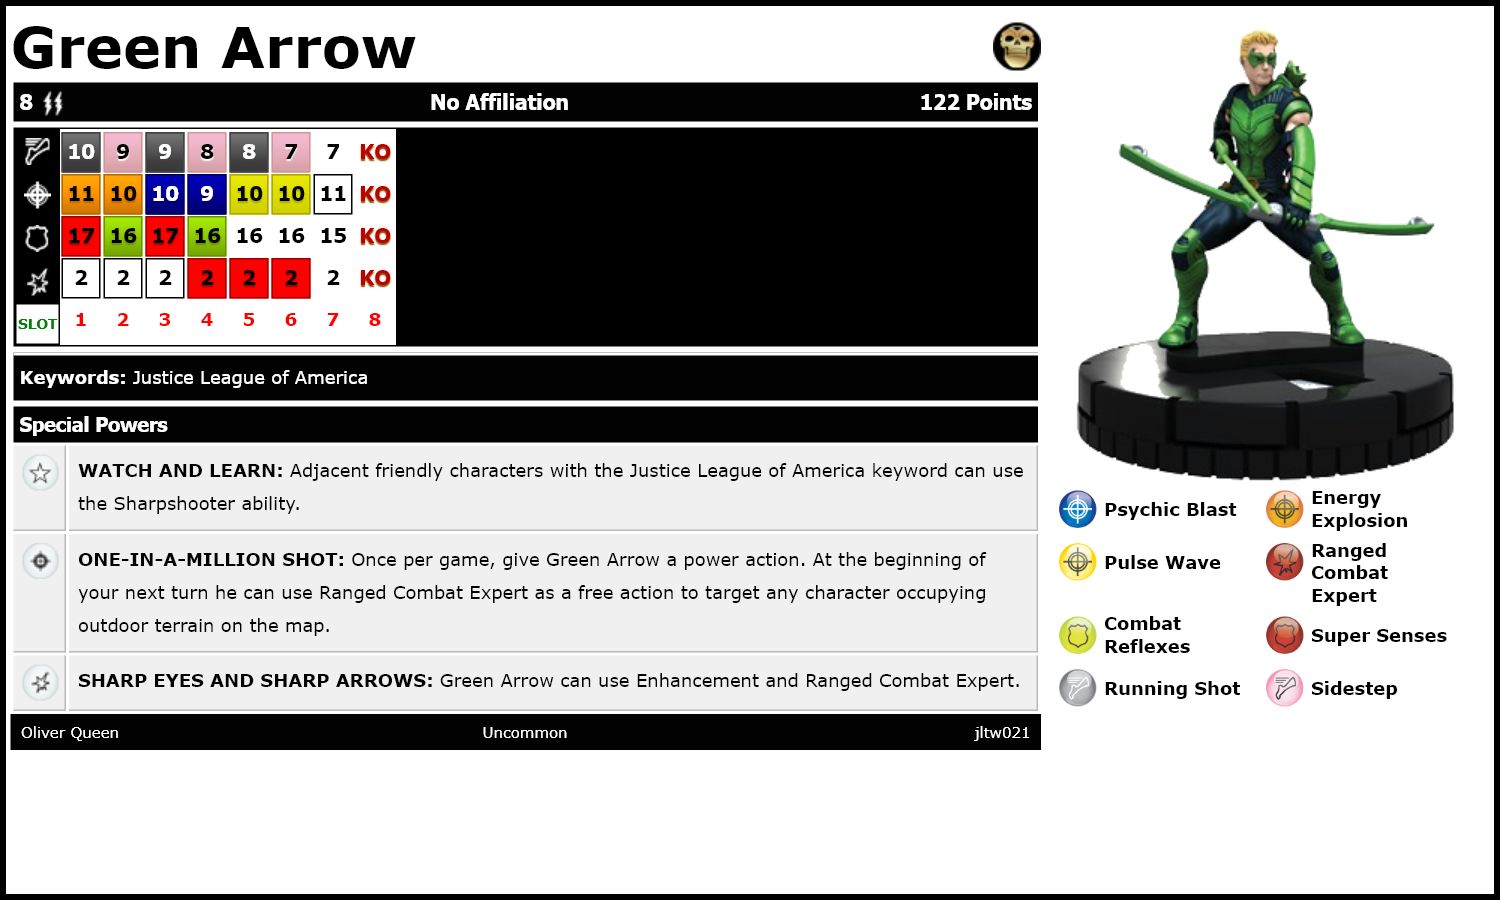 Green Arrow
8 No Affiliation 122 Points
10 9 9 8 8 7 7 KO
11 10 10 9 10 10 11 KO
17 16 17 16 16 16 15 KO
2 2 2 2 2 2 2 KO
SLOT 1 2 3 4 5 6 7 8
Keywords: Justice League of America
Special Powers
WATCH AND LEARN: Adjacent friendly characters with the Justice League of America keyword can use
the Sharpshooter ability.
ONE-IN-A-MILLION SHOT: Once per game, give Green Arrow a power action. At the beginning of
your next turn he can use Ranged Combat Expert as a free action to target any character occupying
outdoor terrain on the map.
SHARP EYES AND SHARP ARROWS: Green Arrow can use Enhancement and Ranged Combat Expert.
Oliver Queen Uncommon jltw021
Psychic Blast
Energy
Explosion
Pulse Wave
Ranged
Combat
Expert
Combat
Reflexes
Super Senses
Running Shot
Sidestep